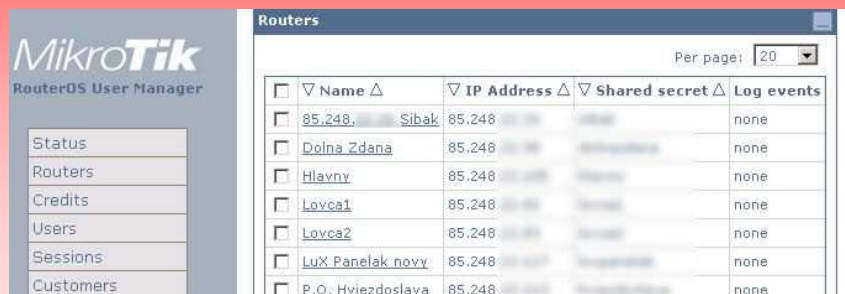 MikroTik
RouterOS User Manager
Status
Routers
Credits
Users
Sessions
Customers
Routers
Per page: 20
▽ Name △ ▽ IP Address △ ▽ Shared secret △ Log events
85.248. Sibak 85.248 none
Dolna Zdana 85.248 none
Hlavny 85.248 none
Lovca1 85.248 none
Lovca2 85.248 none
LuX Panelak novy 85.248 none
P.O. Hviezdoslava 85.248 none